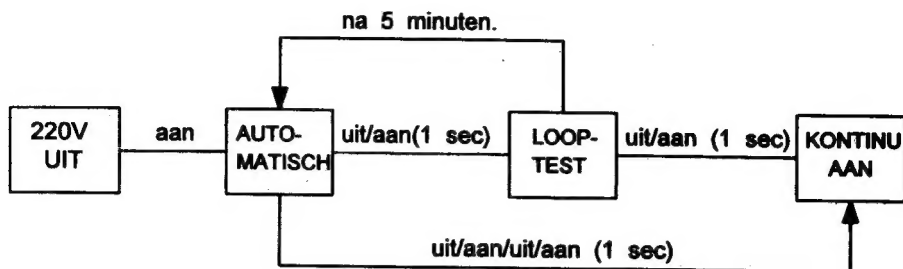 na 5 minuten.
220V
UIT
aan
AUTO-
MATISCH
uit/aan(1 sec)
LOOP-
TEST
uit/aan (1 sec)
KONTINU
AAN
uit/aan/uit/aan (1 sec)